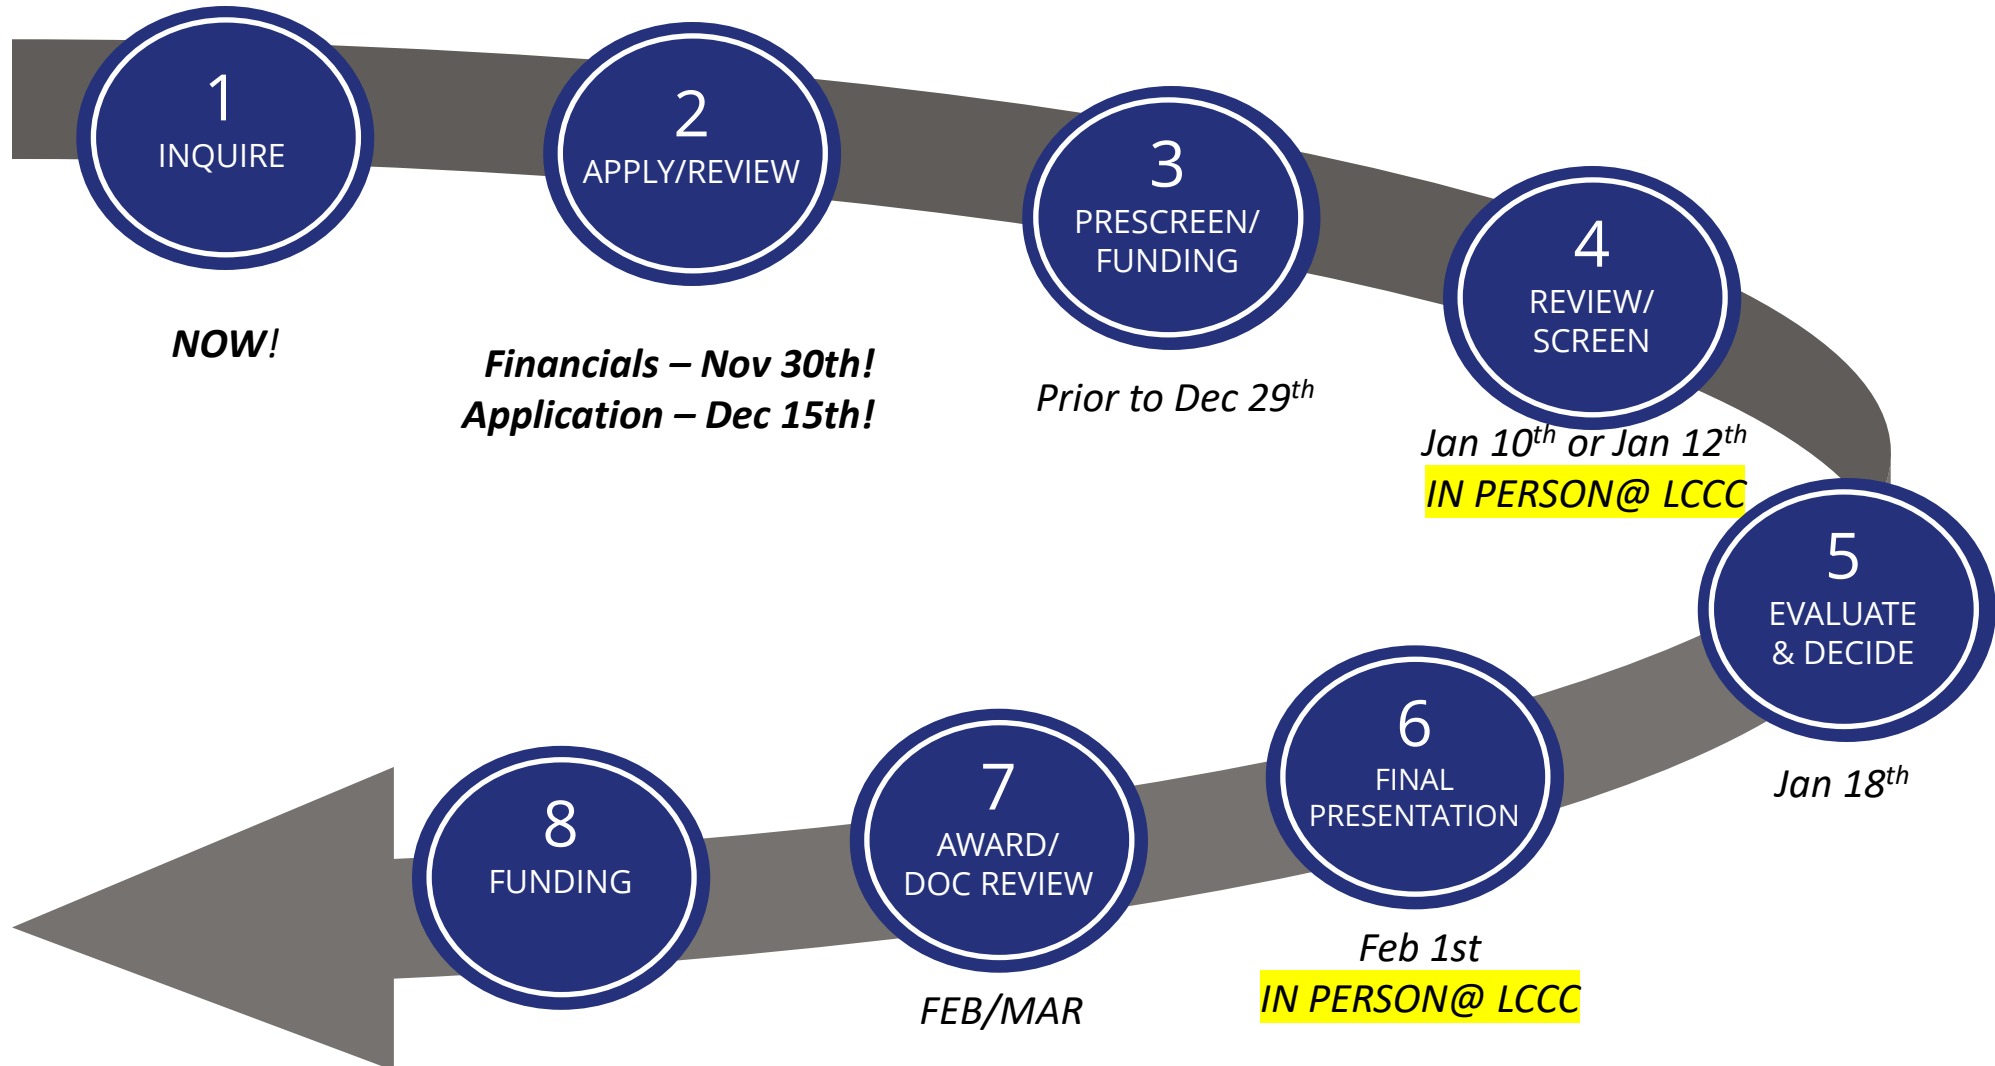 1
INQUIRE
NOW!
2
APPLY/REVIEW
Financials – Nov 30th!
Application – Dec 15th!
3
PRESCREEN/
FUNDING
Prior to Dec 29th
4
REVIEW/
SCREEN
Jan 10th or Jan 12th
IN PERSON@ LCCC
5
EVALUATE
& DECIDE
Jan 18th
6
FINAL
PRESENTATION
Feb 1st
IN PERSON@ LCCC
7
AWARD/
DOC REVIEW
FEB/MAR
8
FUNDING